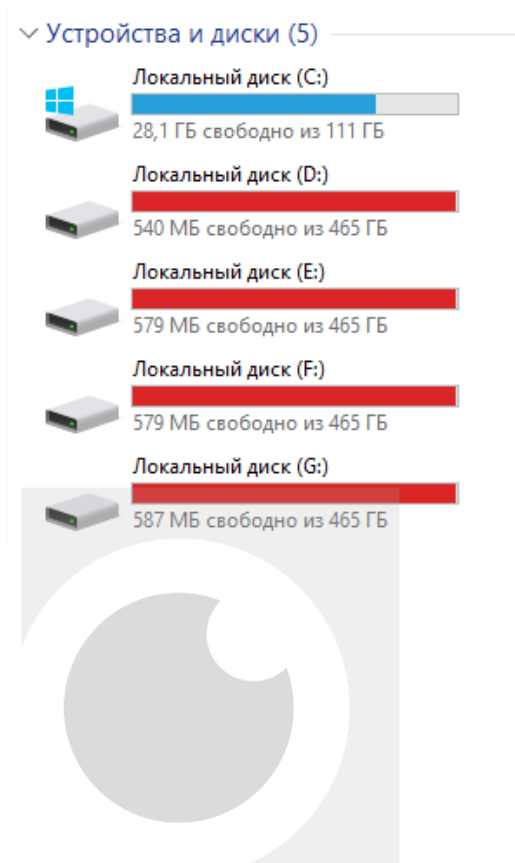 Устройства и диски (5)
Локальный диск (C:)
28,1 ГБ свободно из 111 ГБ
Локальный диск (D:)
540 МБ свободно из 465 ГБ
Локальный диск (E:)
579 МБ свободно из 465 ГБ
Локальный диск (F:)
579 МБ свободно из 465 ГБ
Локальный диск (G:)
587 МБ свободно из 465 ГБ